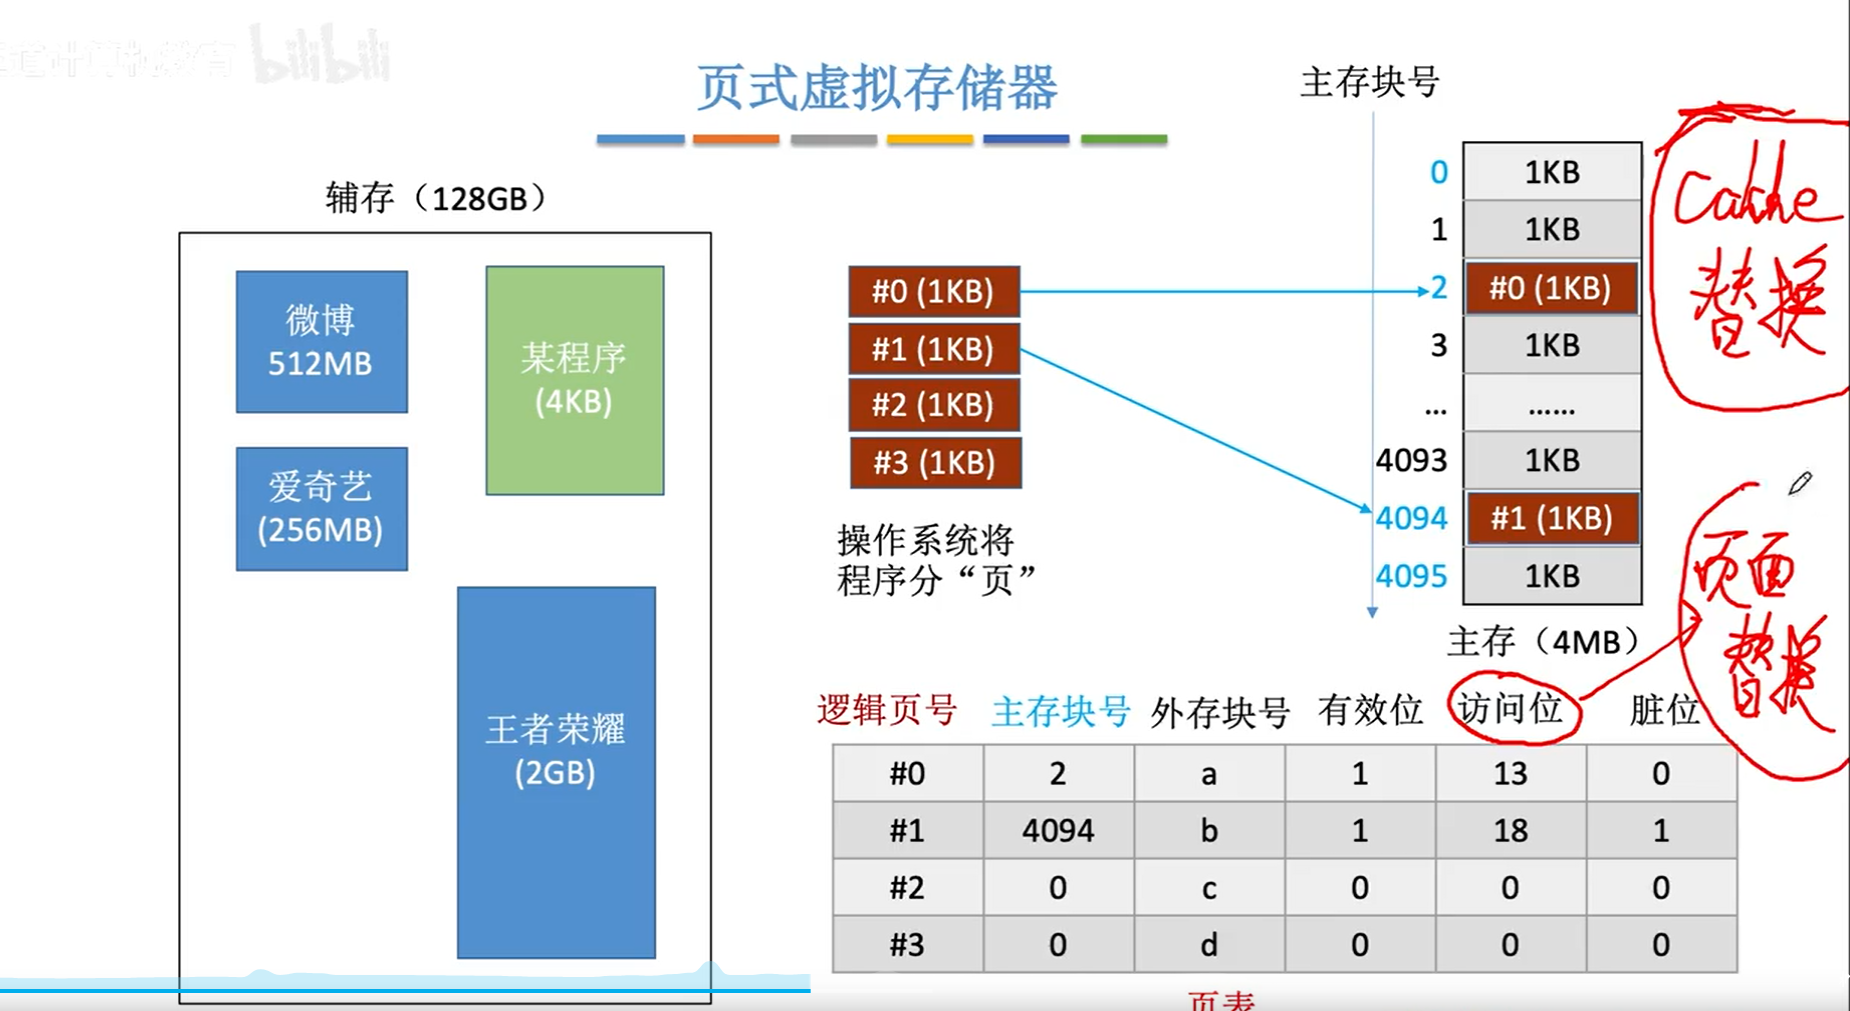 道计算机教育 bilibili
页式虚拟存储器
辅存（128GB）
微博
512MB
某程序
(4KB)
爱奇艺
(256MB)
王者荣耀
(2GB)
#0 (1KB)
#1 (1KB)
#2 (1KB)
#3 (1KB)
操作系统将
程序分“页”
主存块号
0 1KB
1 1KB
2 #0 (1KB)
3 1KB
... ......
4093 1KB
4094 #1 (1KB)
4095 1KB
主存（4MB）
Cache
替换
页面
替换
逻辑页号 主存块号 外存块号 有效位 访问位 脏位
#0 2 a 1 13 0
#1 4094 b 1 18 1
#2 0 c 0 0 0
#3 0 d 0 0 0
页表